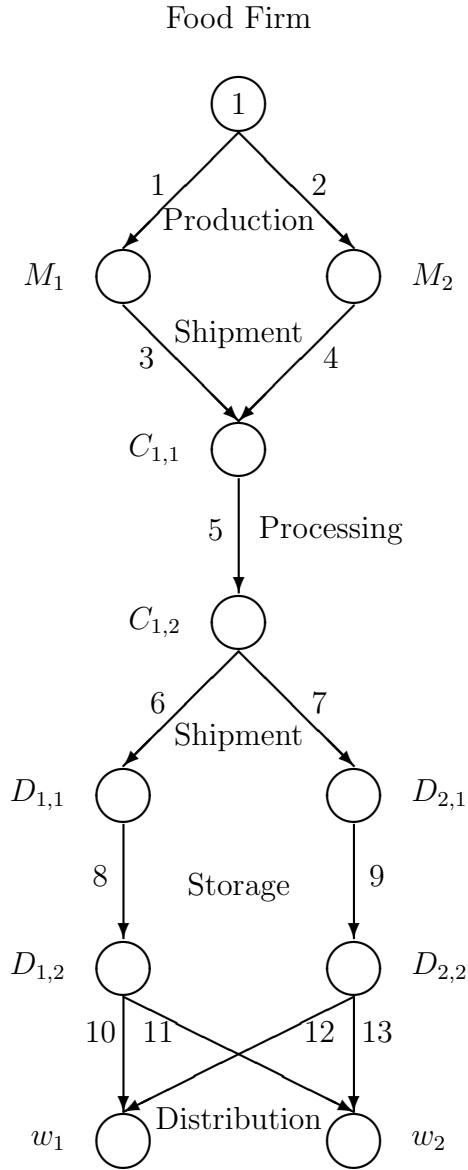 Food Firm
1
1 2
Production
M1 M2
Shipment
3 4
C1,1
5 Processing
C1,2
6 7
Shipment
D1,1 D2,1
8 Storage 9
D1,2 D2,2
10 11 12 13
Distribution
w1 w2